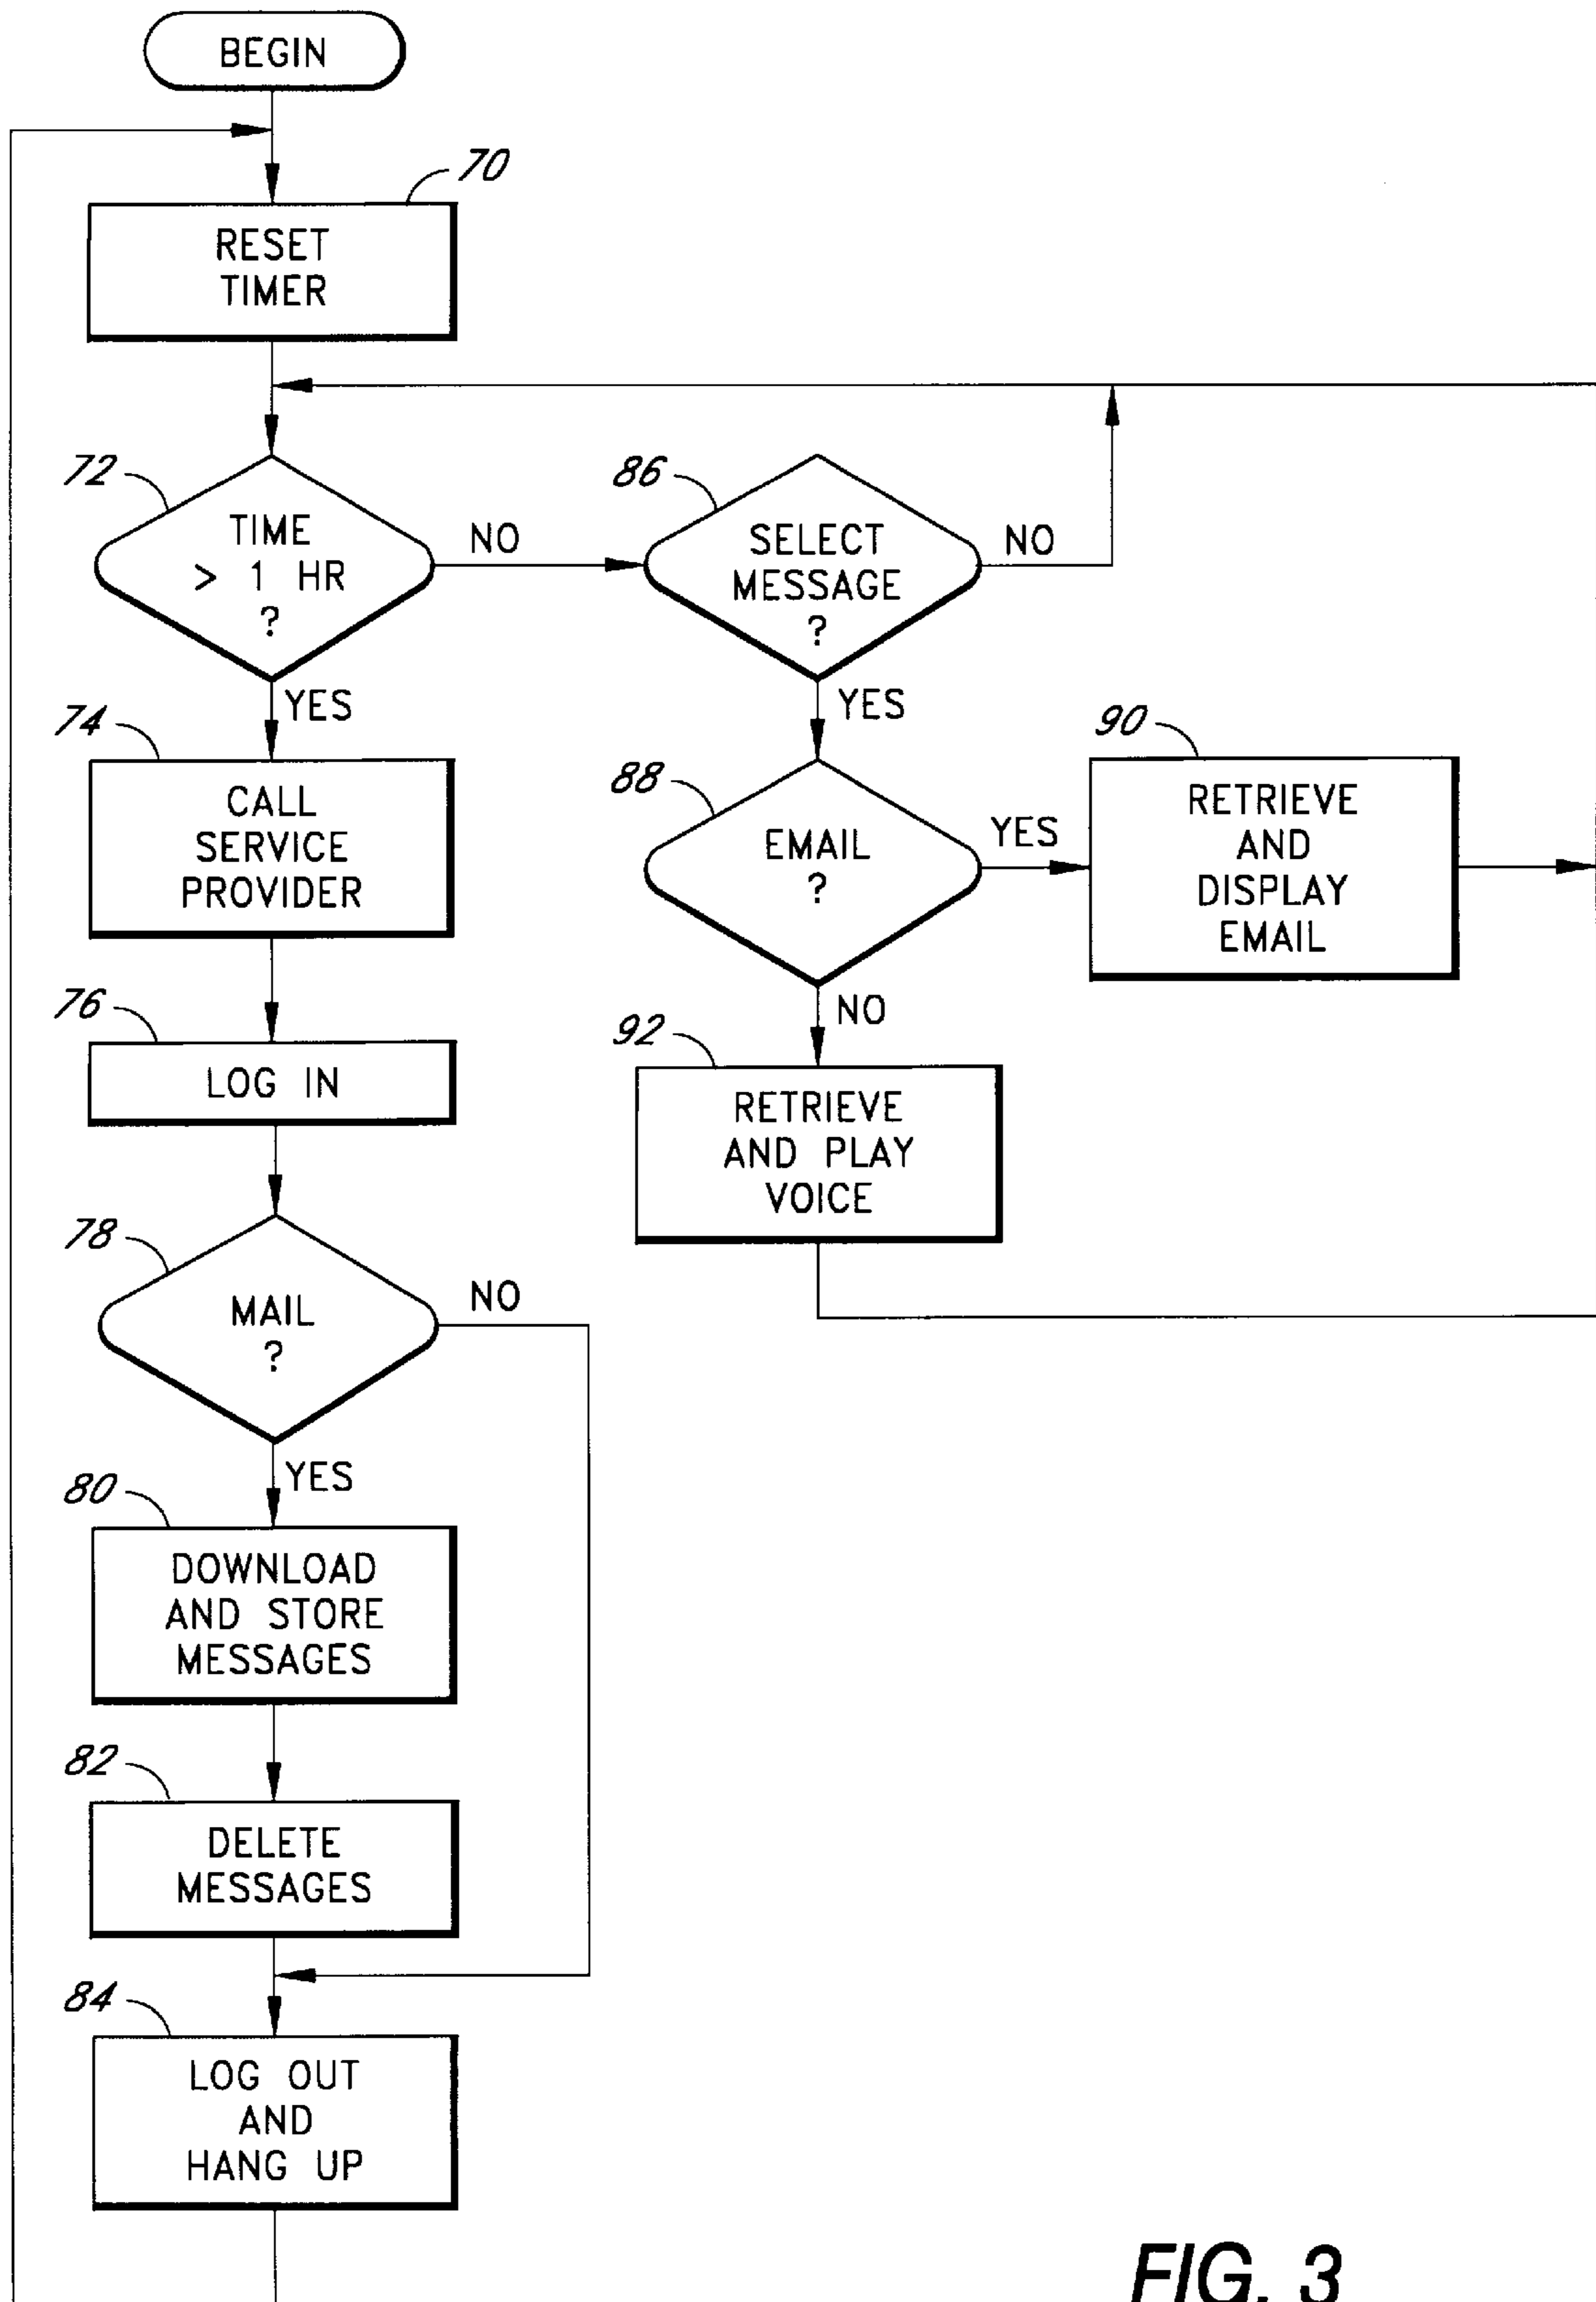 BEGIN
70
RESET
TIMER
72
TIME
> 1 HR
?
NO
YES
86
SELECT
MESSAGE
?
NO
YES
74
CALL
SERVICE
PROVIDER
88
EMAIL
?
YES
NO
90
RETRIEVE
AND
DISPLAY
EMAIL
76
LOG IN
92
RETRIEVE
AND PLAY
VOICE
78
MAIL
?
NO
YES
80
DOWNLOAD
AND STORE
MESSAGES
82
DELETE
MESSAGES
84
LOG OUT
AND
HANG UP
FIG. 3